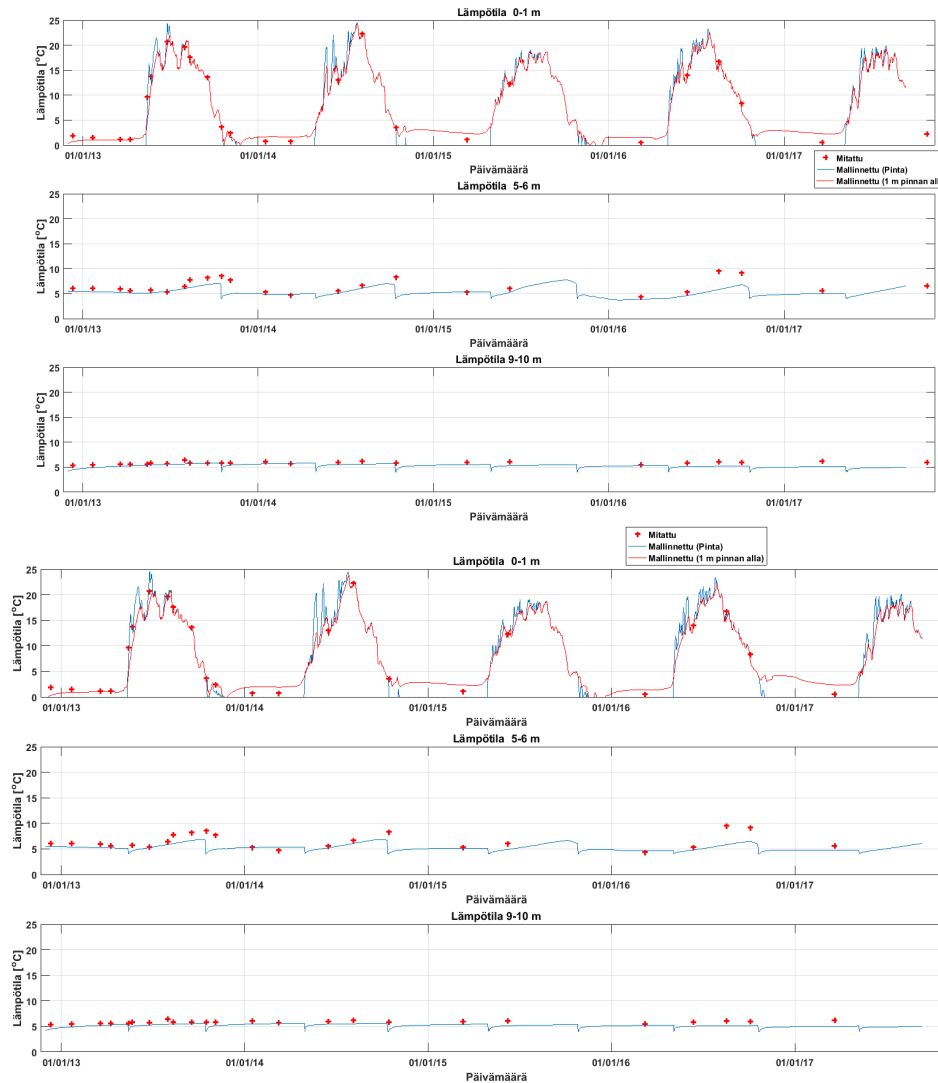 Lämpötila 0-1 m
25
20
15
10
5
0
Lämpötila [°C]
01/01/13 01/01/14 01/01/15 01/01/16 01/01/17
Päivämäärä
Mitattu
Mallinnettu (Pinta)
Mallinnettu (1 m pinnan all
Lämpötila 5-6 m
25
20
15
10
5
0
Lämpötila [°C]
01/01/13 01/01/14 01/01/15 01/01/16 01/01/17
Päivämäärä
Lämpötila 9-10 m
25
20
15
10
5
0
Lämpötila [°C]
01/01/13 01/01/14 01/01/15 01/01/16 01/01/17
Päivämäärä
Mitattu
Mallinnettu (Pinta)
Mallinnettu (1 m pinnan alla)
Lämpötila 0-1 m
25
20
15
10
5
0
Lämpötila [°C]
01/01/13 01/01/14 01/01/15 01/01/16 01/01/17
Päivämäärä
Lämpötila 5-6 m
25
20
15
10
5
0
Lämpötila [°C]
01/01/13 01/01/14 01/01/15 01/01/16 01/01/17
Päivämäärä
Lämpötila 9-10 m
25
20
15
10
5
0
Lämpötila [°C]
01/01/13 01/01/14 01/01/15 01/01/16 01/01/17
Päivämäärä